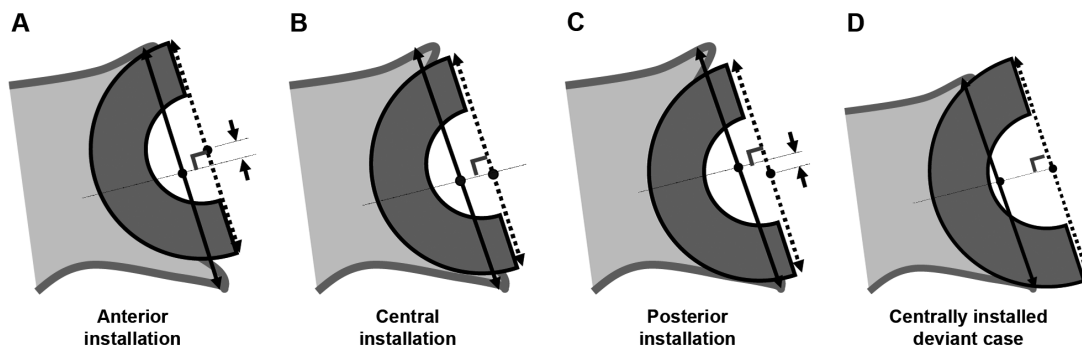 A
B
C
D
Anterior
installation
Central
installation
Posterior
installation
Centrally installed
deviant case